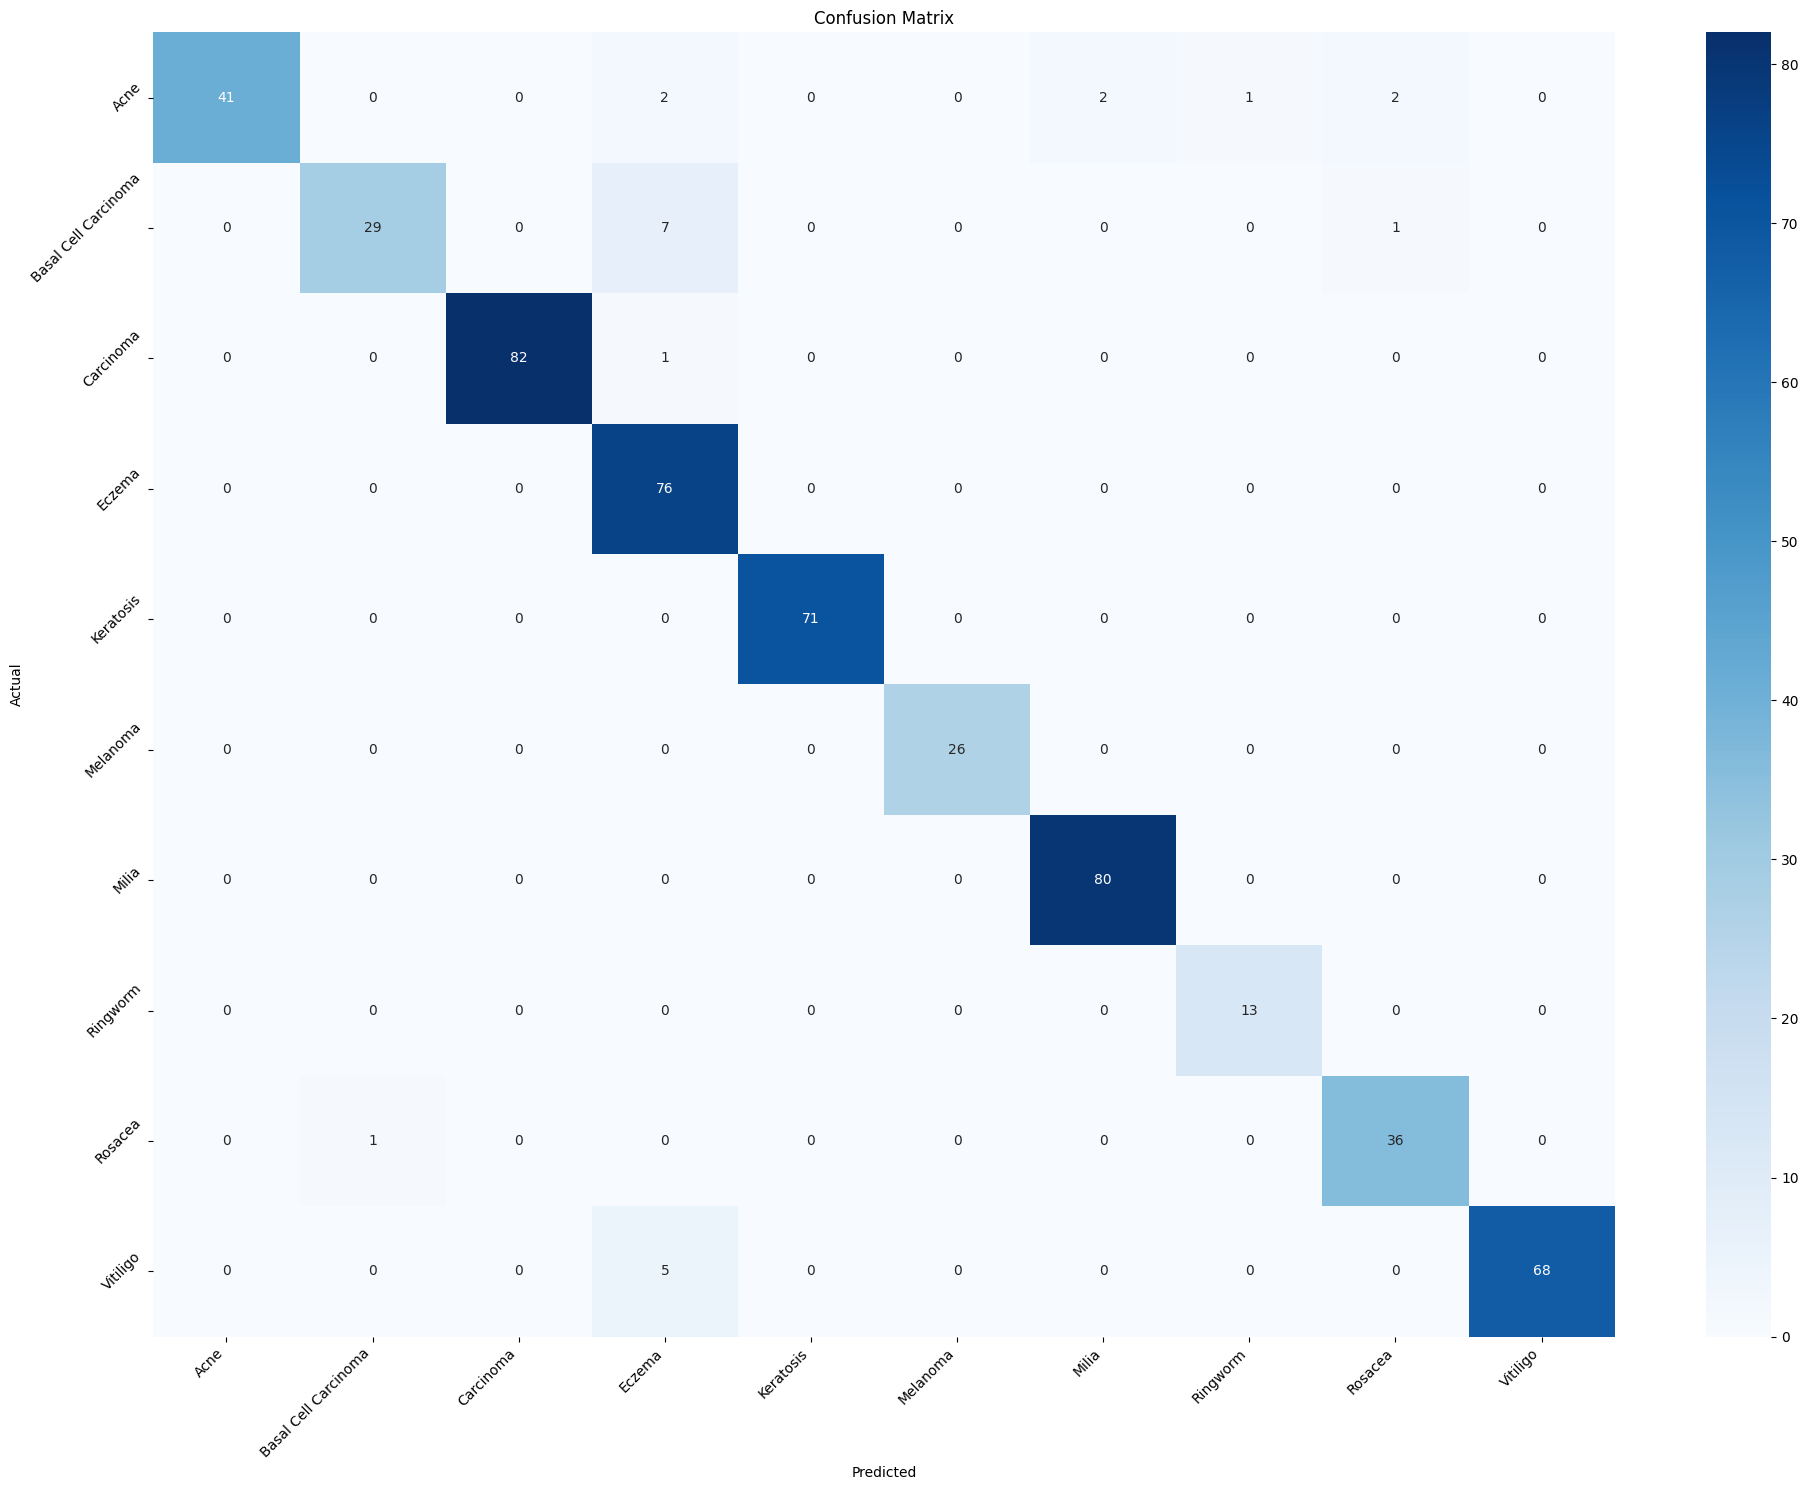 Confusion Matrix
Acne 41 0 0 2 0 0 2 1 2 0
Basal Cell Carcinoma 0 29 0 7 0 0 0 0 1 0
Carcinoma 0 0 82 1 0 0 0 0 0 0
Eczema 0 0 0 76 0 0 0 0 0 0
Keratosis 0 0 0 0 71 0 0 0 0 0
Melanoma 0 0 0 0 0 26 0 0 0 0
Milia 0 0 0 0 0 0 80 0 0 0
Ringworm 0 0 0 0 0 0 0 13 0 0
Rosacea 0 1 0 0 0 0 0 0 36 0
Vitiligo 0 0 0 5 0 0 0 0 0 68
Actual
Acne Basal Cell Carcinoma Carcinoma Eczema Keratosis Melanoma Milia Ringworm Rosacea Vitiligo
Predicted
80
70
60
50
40
30
20
10
0